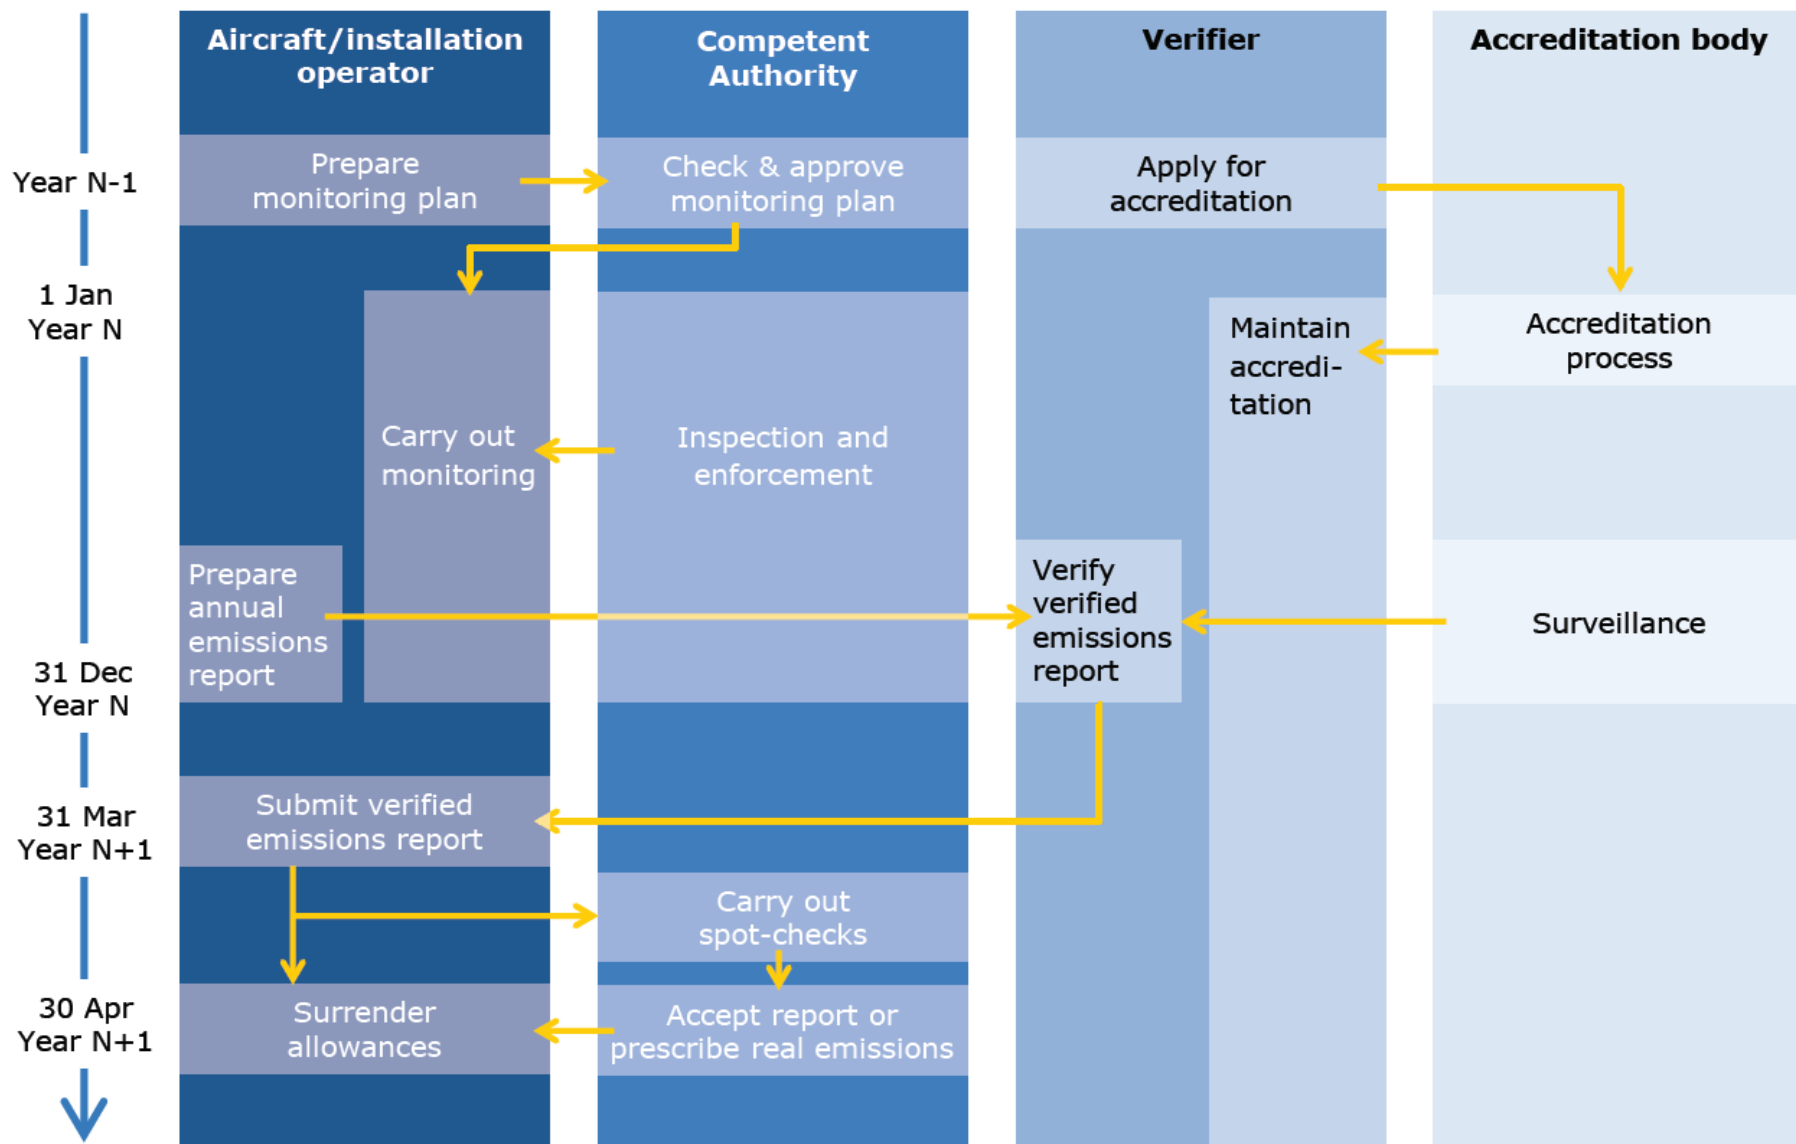 Aircraft/installation
operator
Competent
Authority
Verifier
Accreditation body
Year N-1
Prepare
monitoring plan
Check & approve
monitoring plan
Apply for
accreditation
1 Jan
Year N
Maintain
accredi-
tation
Accreditation
process
Carry out
monitoring
Inspection and
enforcement
Prepare
annual
emissions
report
Verify
verified
emissions
report
Surveillance
31 Dec
Year N
31 Mar
Year N+1
Submit verified
emissions report
Carry out
spot-checks
30 Apr
Year N+1
Surrender
allowances
Accept report or
prescribe real emissions